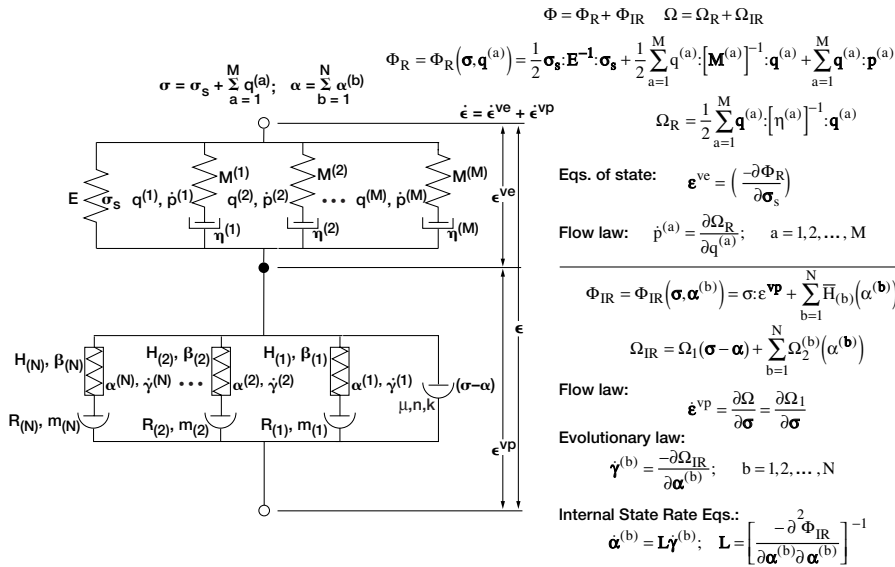 Φ = Φ_R + Φ_IR   Ω = Ω_R + Ω_IR
Φ_R = Φ_R(σ, q^(a)) = 1/2 σ_s:E^−1:σ_s + 1/2 Σ_{a=1}^{M} q^(a):[M^(a)]^−1:q^(a) + Σ_{a=1}^{M} q^(a):p^(a)
Ω_R = 1/2 Σ_{a=1}^{M} q^(a):[η^(a)]^−1:q^(a)
Eqs. of state: ε^ve = (−∂Φ_R/∂σ_s)
Flow law: ṗ^(a) = ∂Ω_R/∂q^(a); a = 1, 2, ..., M
Φ_IR = Φ_IR(σ, α^(b)) = σ:ε^vp + Σ_{b=1}^{N} H̅_(b)(α^(b))
Ω_IR = Ω_1(σ − α) + Σ_{b=1}^{N} Ω_2^(b)(α^(b))
Flow law:
ε̇^vp = ∂Ω/∂σ = ∂Ω_1/∂σ
Evolutionary law:
γ̇^(b) = −∂Ω_IR/∂α^(b); b = 1, 2, ..., N
Internal State Rate Eqs.:
α̇^(b) = Lγ̇^(b); L = [−∂^2Φ_IR/∂α^(b)∂α^(b)]^−1
σ = σ_s + Σ_{a = 1}^{M} q^(a); α = Σ_{b = 1}^{N} α^(b)
ε̇ = ε̇^ve + ε̇^vp
M^(1) M^(2) M^(M)
E σ_s q^(1), ṗ^(1) q^(2), ṗ^(2) ••• q^(M), ṗ^(M)
η^(1) η^(2) η^(M)
ϵ^ve
ϵ
H_(N), β_(N) H_(2), β_(2) H_(1), β_(1)
α^(N), γ̇^(N) ••• α^(2), γ̇^(2) α^(1), γ̇^(1) (σ−α)
μ,n,k
R_(N), m_(N) R_(2), m_(2) R_(1), m_(1)
ϵ^vp